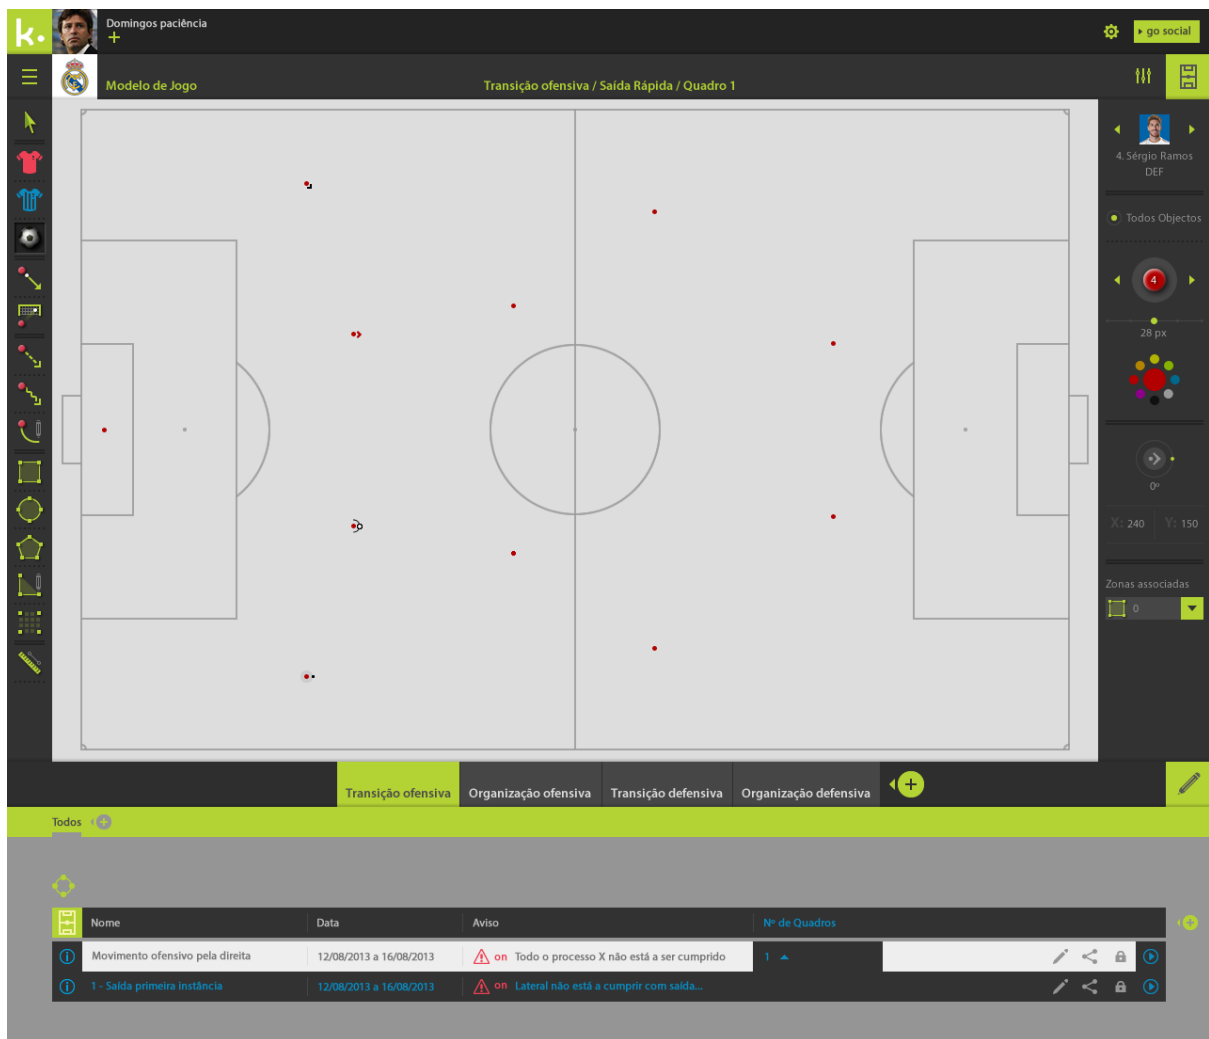 k.
Domingos paciência
go social
Modelo de Jogo
Transição ofensiva / Saída Rápida / Quadro 1
4. Sérgio Ramos
DEF
Todos Objectos
4
28 px
0º
X: 240
Y: 150
Zonas associadas
0
Transição ofensiva
Organização ofensiva
Transição defensiva
Organização defensiva
Todos
Nome
Data
Aviso
Nº de Quadros
Movimento ofensivo pela direita
12/08/2013 a 16/08/2013
on Todo o processo X não está a ser cumprido
1
1 - Saída primeira instância
12/08/2013 a 16/08/2013
on Lateral não está a cumprir com saída...